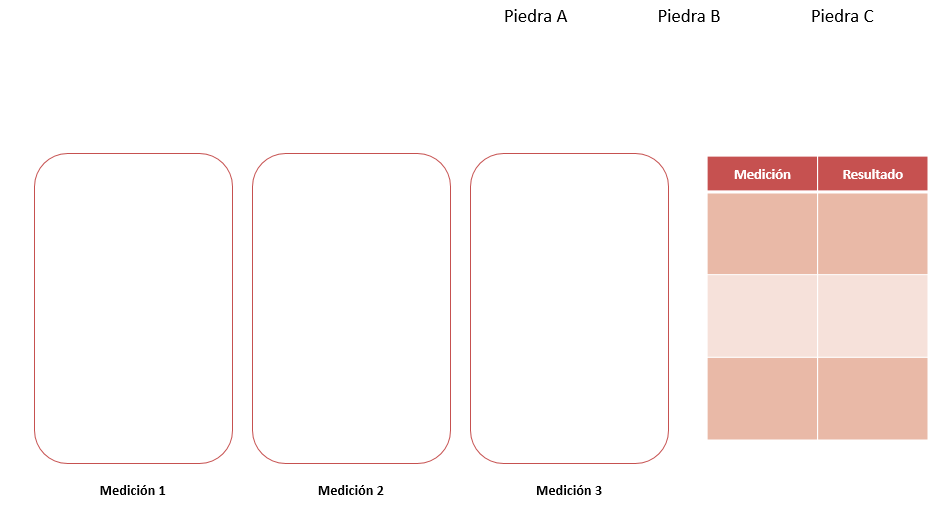 Piedra A
Piedra B
Piedra C
Medición
Resultado
Medición 1
Medición 2
Medición 3